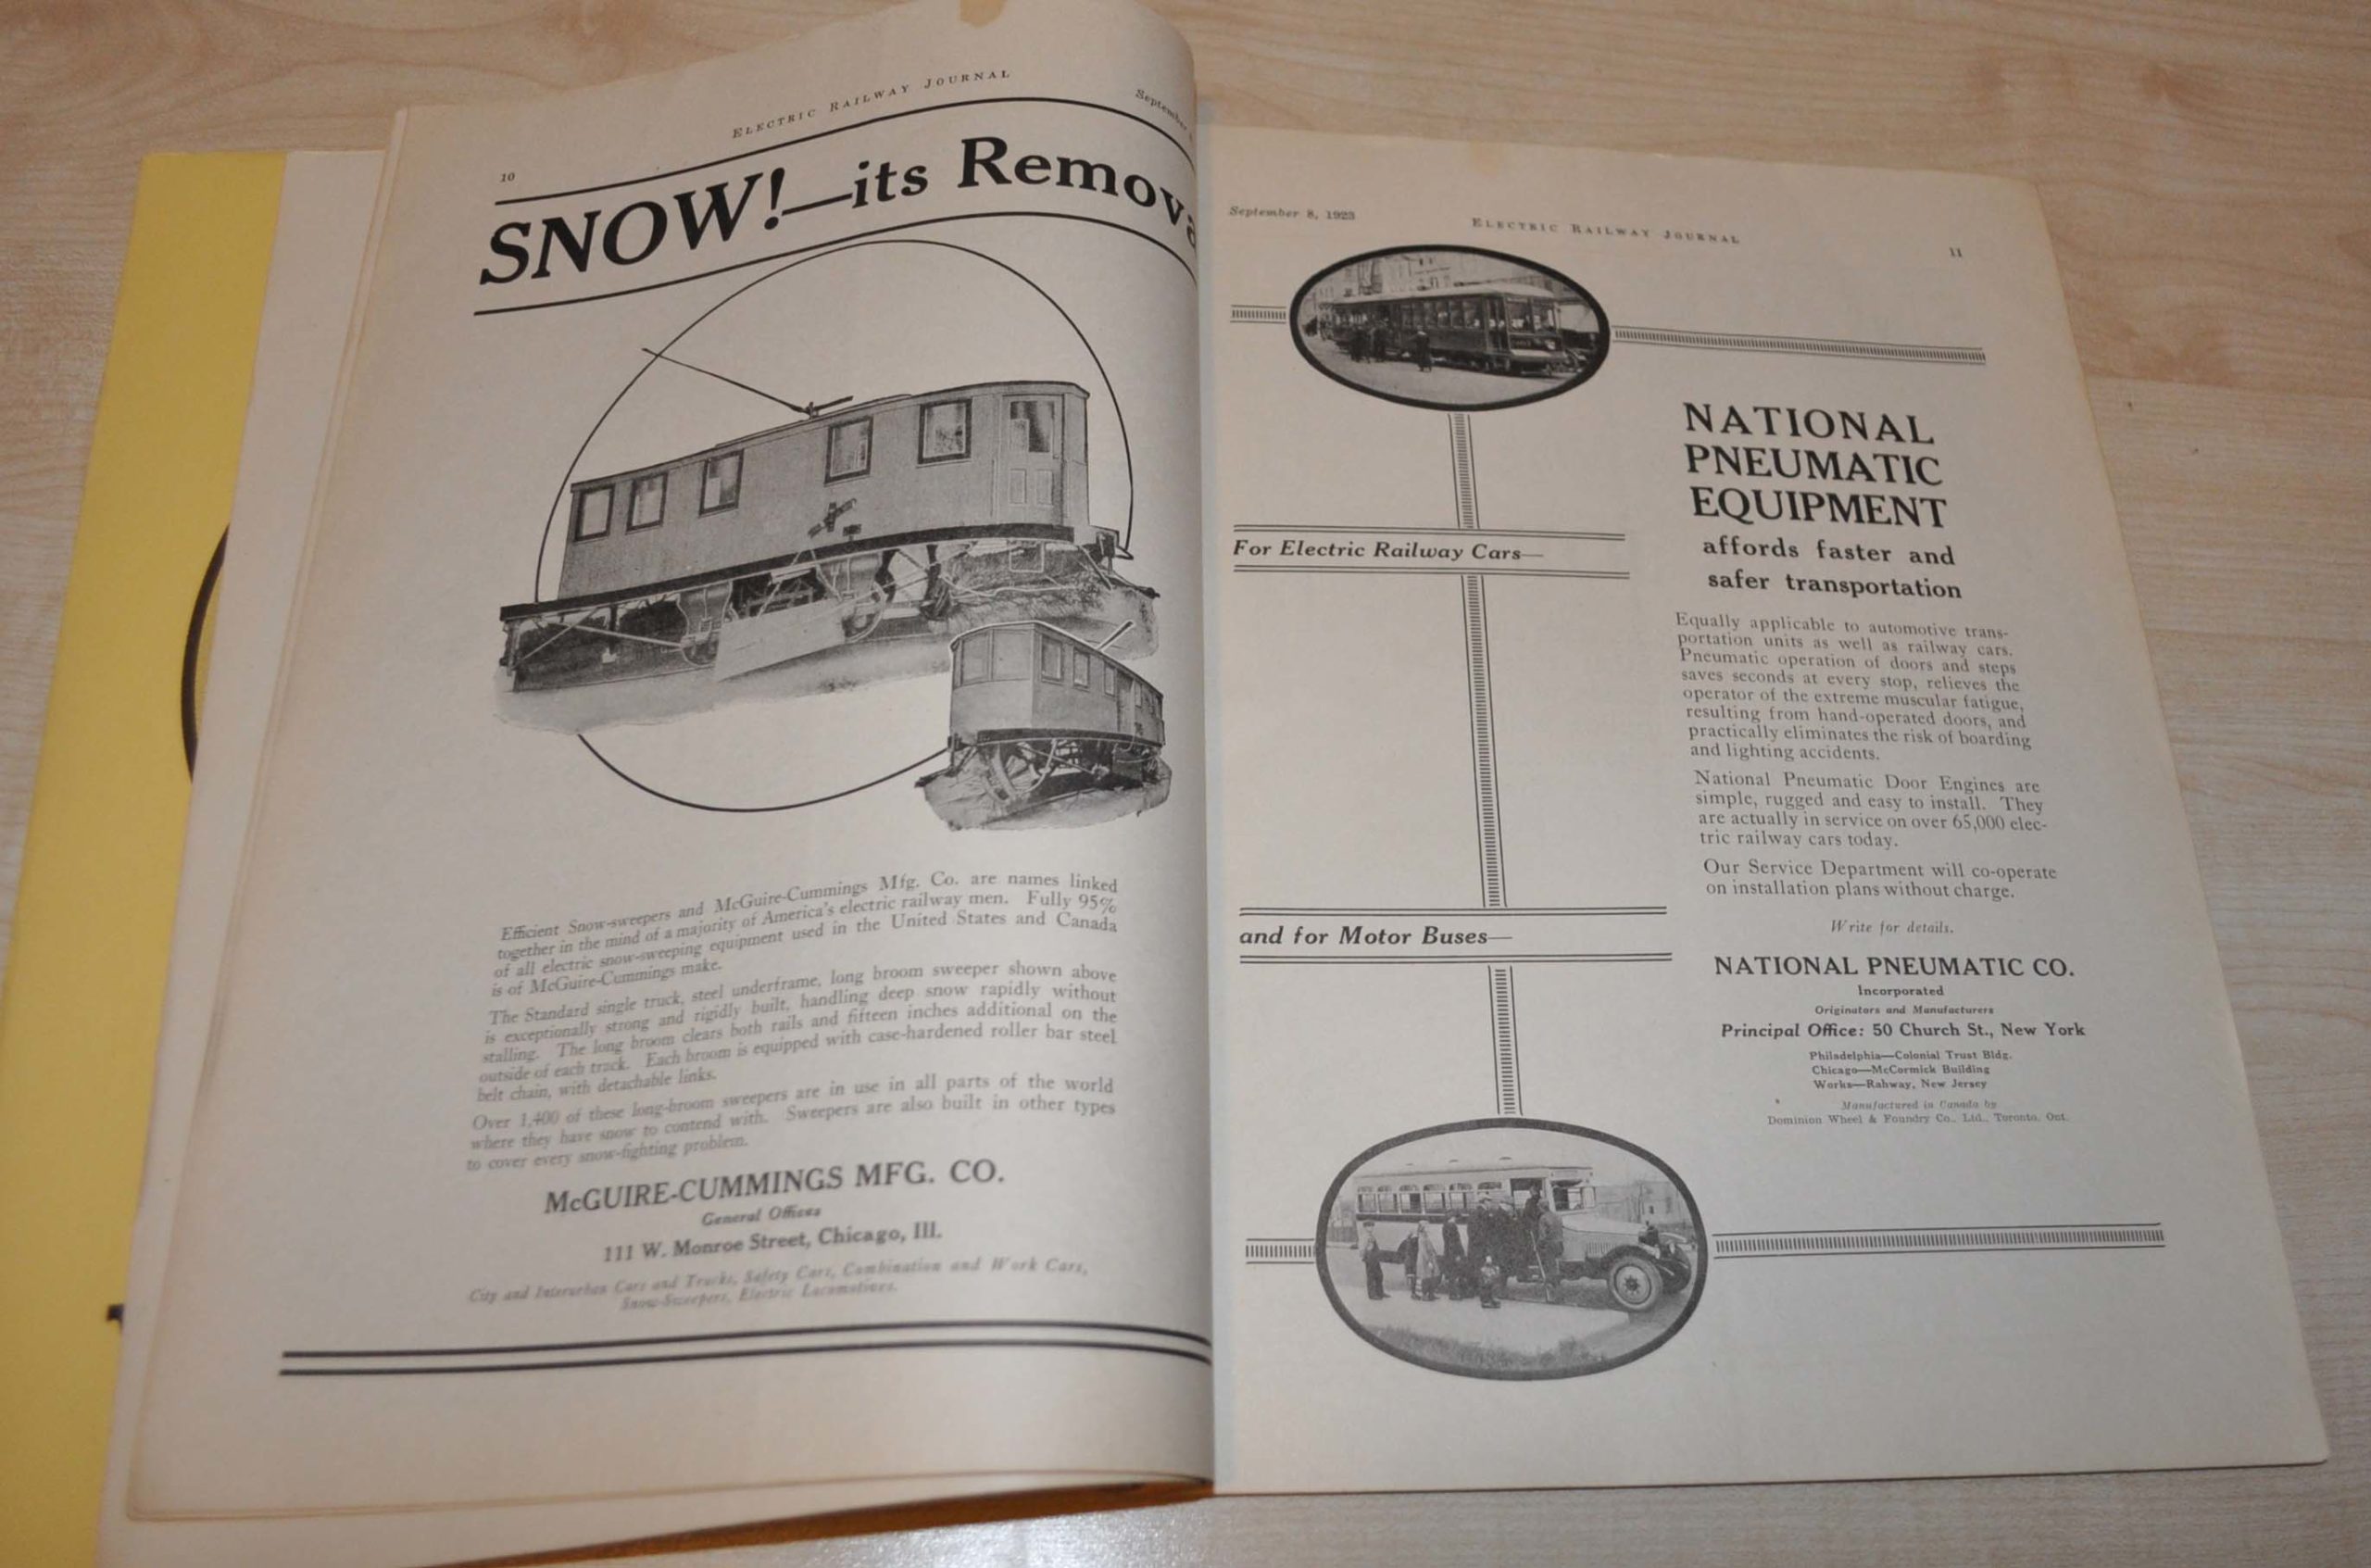 10
ELECTRIC RAILWAY JOURNAL
September
SNOW!—its Remova
Efficient Snow-sweepers and McGuire-Cummings Mfg. Co. are names linked
together in the mind of a majority of America's electric railway men. Fully 95%
of all electric snow-sweeping equipment used in the United States and Canada
is of McGuire-Cummings make.
The Standard single truck, steel underframe, long broom sweeper shown above
is exceptionally strong and rigidly built, handling deep snow rapidly without
stalling. The long broom clears both rails and fifteen inches additional on the
outside of each track. Each broom is equipped with case-hardened roller bar steel
belt chain, with detachable links.
Over 1,400 of these long-broom sweepers are in use in all parts of the world
where they have snow to contend with. Sweepers are also built in other types
to cover every snow-fighting problem.
McGUIRE-CUMMINGS MFG. CO.
General Offices
111 W. Monroe Street, Chicago, Ill.
City and Interurban Cars and Trucks, Safety Cars, Combination and Work Cars,
Snow-Sweepers, Electric Locomotives.
September 8, 1923
ELECTRIC RAILWAY JOURNAL
11
NATIONAL
PNEUMATIC
EQUIPMENT
affords faster and
safer transportation
For Electric Railway Cars—
Equally applicable to automotive trans-
portation units as well as railway cars.
Pneumatic operation of doors and steps
saves seconds at every stop, relieves the
operator of the extreme muscular fatigue,
resulting from hand-operated doors, and
practically eliminates the risk of boarding
and lighting accidents.
National Pneumatic Door Engines are
simple, rugged and easy to install. They
are actually in service on over 65,000 elec-
tric railway cars today.
Our Service Department will co-operate
on installation plans without charge.
Write for details.
and for Motor Buses—
NATIONAL PNEUMATIC CO.
Incorporated
Originators and Manufacturers
Principal Office: 50 Church St., New York
Philadelphia—Colonial Trust Bldg.
Chicago—McCormick Building
Works—Rahway, New Jersey
Manufactured in Canada by
Dominion Wheel & Foundry Co., Ltd., Toronto, Ont.